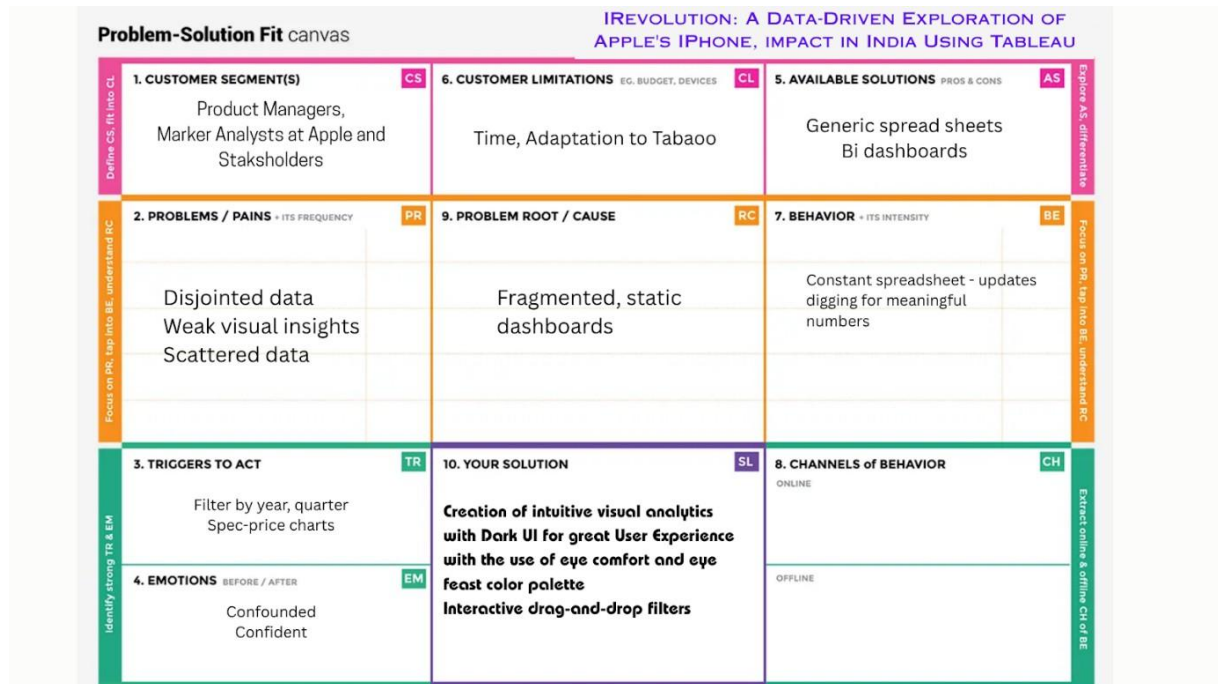 Problem-Solution Fit canvas
IRevolution: A Data-Driven Exploration of
Apple's IPhone, impact in India Using Tableau
Define CS, fit into CL
1. CUSTOMER SEGMENT(S)
CS
Product Managers,
Marker Analysts at Apple and
Staksholders
6. CUSTOMER LIMITATIONS EG. BUDGET, DEVICES
CL
Time, Adaptation to Tabaoo
5. AVAILABLE SOLUTIONS PROS & CONS
AS
Generic spread sheets
Bi dashboards
Explore AS, differentiate
Focus on PR, tap into BE, understand RC
2. PROBLEMS / PAINS + ITS FREQUENCY
PR
Disjointed data
Weak visual insights
Scattered data
9. PROBLEM ROOT / CAUSE
RC
Fragmented, static
dashboards
7. BEHAVIOR + ITS INTENSITY
BE
Constant spreadsheet - updates
digging for meaningful
numbers
Focus on PR, tap into BE, understand RC
Identify strong TR & EM
3. TRIGGERS TO ACT
TR
Filter by year, quarter
Spec-price charts
4. EMOTIONS BEFORE / AFTER
EM
Confounded
Confident
10. YOUR SOLUTION
SL
Creation of intuitive visual analytics
with Dark UI for great User Experience
with the use of eye comfort and eye
feast color palette
Interactive drag-and-drop filters
8. CHANNELS of BEHAVIOR
CH
ONLINE
OFFLINE
Extract online & offline CH of BE